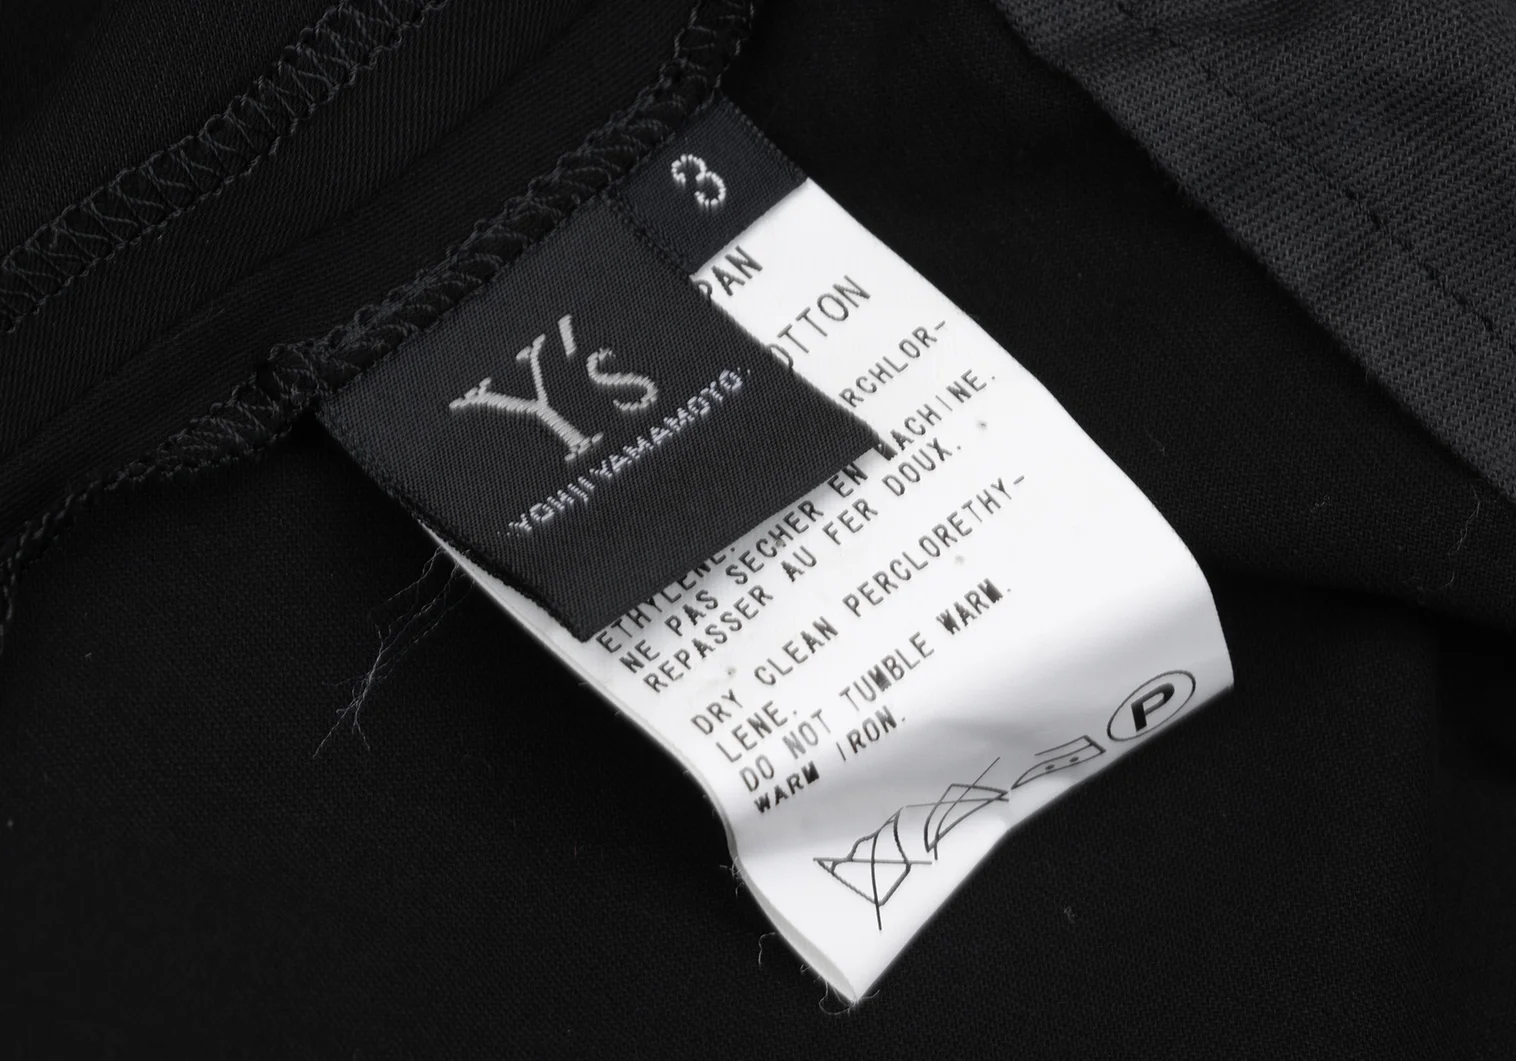 3
Y's
YOHJI YAMAMOTO.
PAN
OTTON
RCHLOR-
ETHYLENE.
NE PAS SECHER EN MACHINE.
REPASSER AU FER DOUX.
DRY CLEAN PERCLORETHY-
LENE.
DO NOT TUMBLE WARM.
WARM IRON.
P